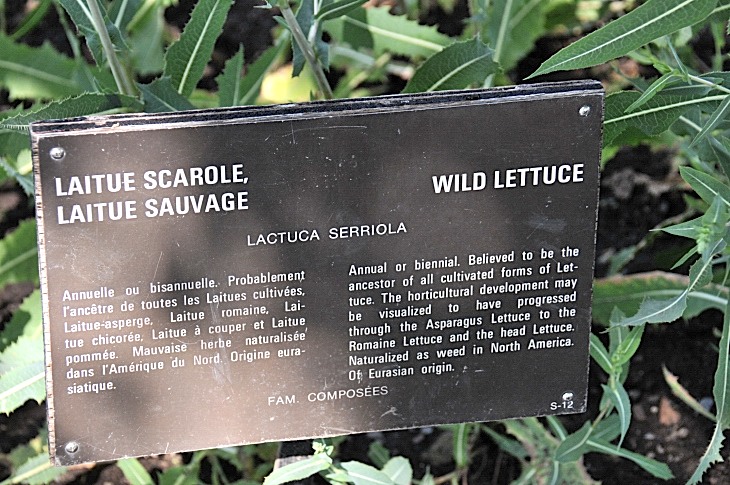 LAITUE SCAROLE,
LAITUE SAUVAGE
WILD LETTUCE
LACTUCA SERRIOLA
Annuelle ou bisannuelle. Probablement
l'ancêtre de toutes les Laitues cultivées,
Laitue-asperge, Laitue romaine, Lai-
tue chicorée, Laitue à couper et Laitue
pommée. Mauvaise herbe naturalisée
dans l'Amérique du Nord. Origine eura-
siatique.
Annual or biennial. Believed to be the
ancestor of all cultivated forms of Let-
tuce. The horticultural development may
be visualized to have progressed
through the Asparagus Lettuce to the
Romaine Lettuce and the head Lettuce.
Naturalized as weed in North America.
Of Eurasian origin.
FAM. COMPOSÉES
S-12